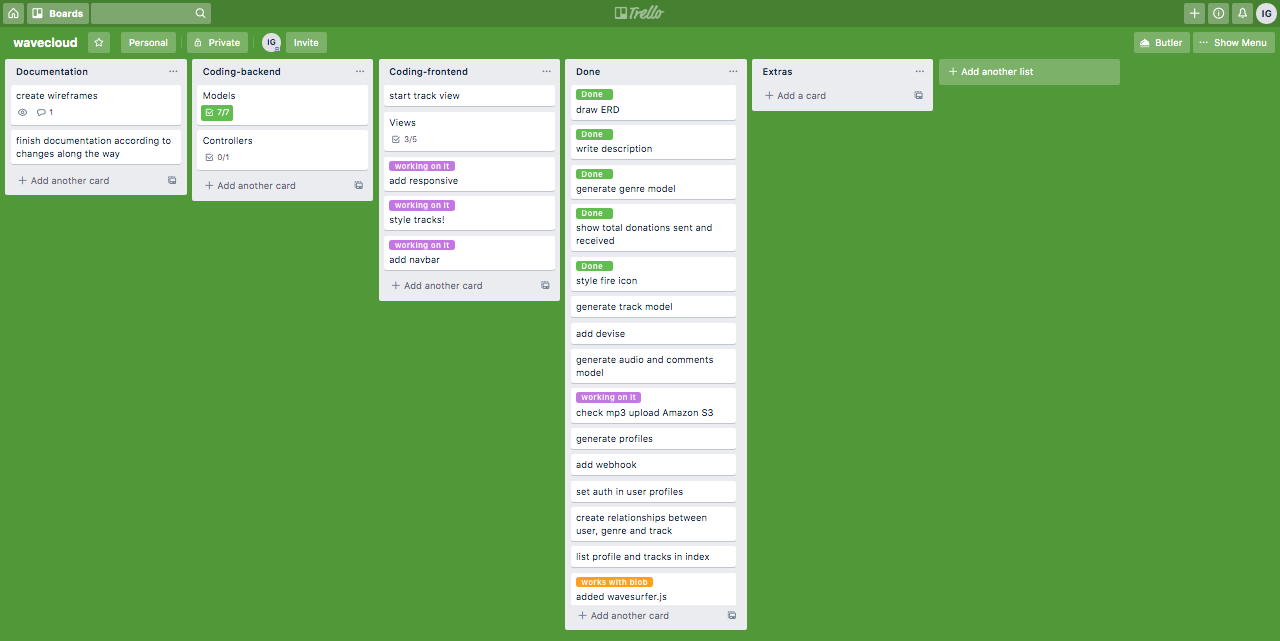 Boards
Trello
IG
wavecloud
Personal
Private
IG
Invite
Butler
Show Menu
Documentation
create wireframes
1
finish documentation according to
changes along the way
Add another card
Coding-backend
Models
7/7
Controllers
0/1
Add another card
Coding-frontend
start track view
Views
3/5
working on it
add responsive
working on it
style tracks!
working on it
add navbar
Add another card
Done
Done
draw ERD
Done
write description
Done
generate genre model
Done
show total donations sent and
received
Done
style fire icon
generate track model
add devise
generate audio and comments
model
working on it
check mp3 upload Amazon S3
generate profiles
add webhook
set auth in user profiles
create relationships between
user, genre and track
list profile and tracks in index
works with blob
added wavesurfer.js
Add another card
Extras
Add a card
Add another list